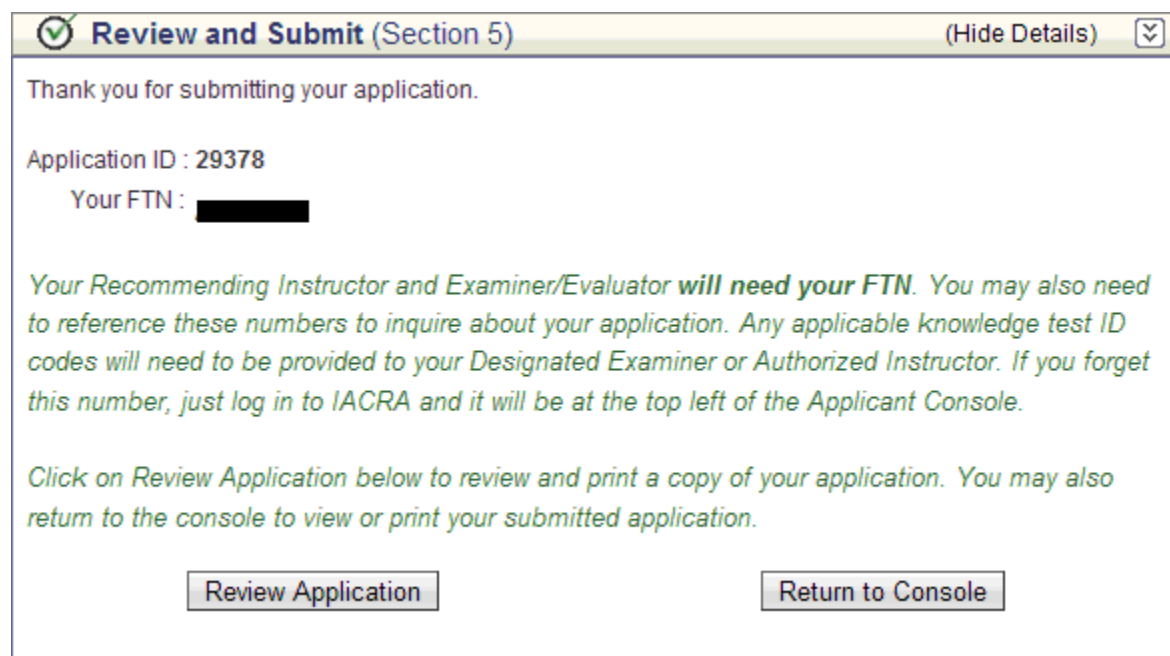 Review and Submit (Section 5) (Hide Details)
Thank you for submitting your application.
Application ID : 29378
Your FTN :
Your Recommending Instructor and Examiner/Evaluator will need your FTN. You may also need
to reference these numbers to inquire about your application. Any applicable knowledge test ID
codes will need to be provided to your Designated Examiner or Authorized Instructor. If you forget
this number, just log in to IACRA and it will be at the top left of the Applicant Console.
Click on Review Application below to review and print a copy of your application. You may also
return to the console to view or print your submitted application.
Review Application Return to Console